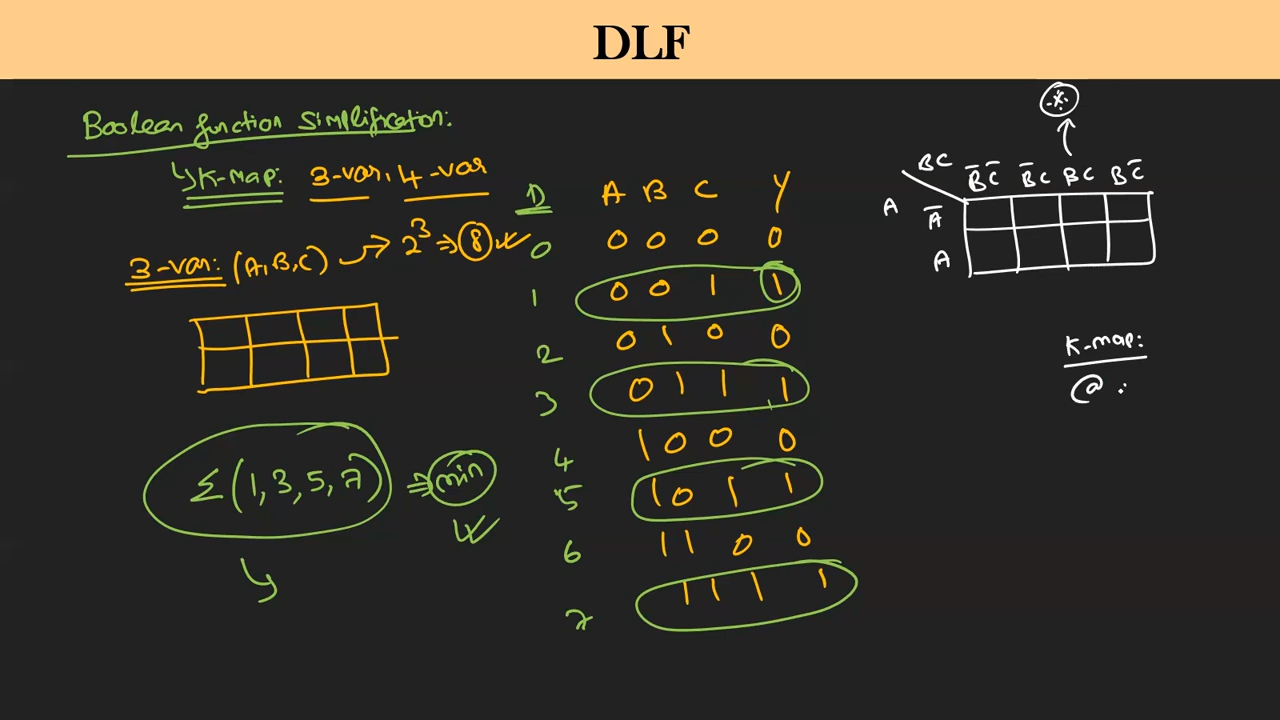 DLF
Boolean function Simplification:
↳ K-map: 3-var, 4-var
3-var: (A,B,C) → 2³ ⇒ 8
Σ(1,3,5,7) ⇒ min
↳
D A B C Y
0 0 0 0 0
1 0 0 1 1
2 0 1 0 0
3 0 1 1 1
4 1 0 0 0
5 1 0 1 1
6 1 1 0 0
7 1 1 1 1
*
BC B̅C̅ B̅C BC BC̅
A A̅
A
K-map:
@ :